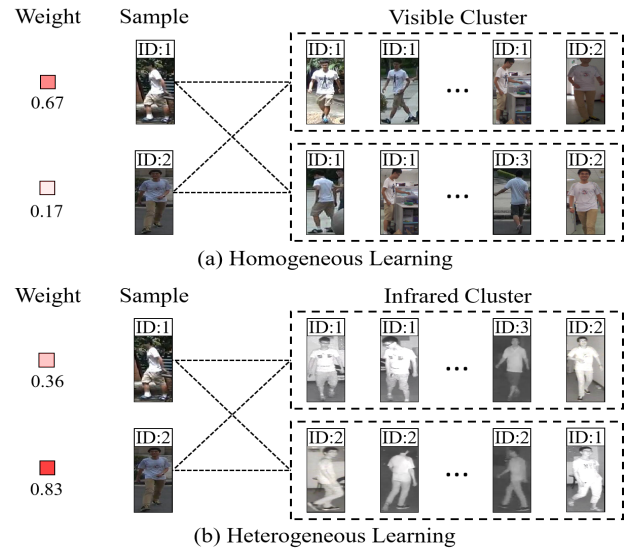 Weight Sample Visible Cluster
ID:1 ID:1 ID:1 ... ID:1 ID:2
0.67
ID:2 ID:1 ID:1 ... ID:3 ID:2
0.17
(a) Homogeneous Learning
Weight Sample Infrared Cluster
ID:1 ID:1 ID:1 ... ID:3 ID:2
0.36
ID:2 ID:2 ID:2 ... ID:2 ID:1
0.83
(b) Heterogeneous Learning